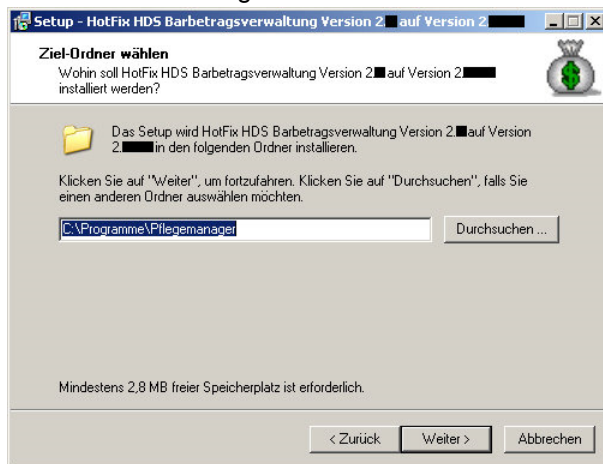 Setup - HotFix HDS Barbetragsverwaltung Version 2. auf Version 2.
Ziel-Ordner wählen
Wohin soll HotFix HDS Barbetragsverwaltung Version 2. auf Version 2.
installiert werden?
Das Setup wird HotFix HDS Barbetragsverwaltung Version 2. auf Version
2. in den folgenden Ordner installieren.
Klicken Sie auf "Weiter", um fortzufahren. Klicken Sie auf "Durchsuchen", falls Sie
einen anderen Ordner auswählen möchten.
C:\Programme\Pflegemanager
Durchsuchen ...
Mindestens 2,8 MB freier Speicherplatz ist erforderlich.
< Zurück Weiter > Abbrechen